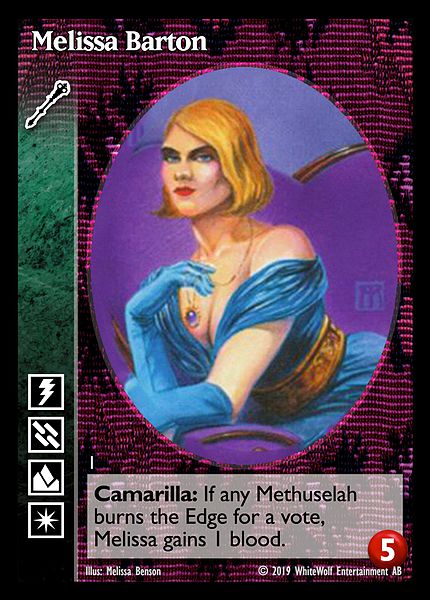 Melissa Barton
I
Camarilla: If any Methuselah
burns the Edge for a vote,
Melissa gains 1 blood.
5
Illus: Melissa Benson © 2019 WhiteWolf Entertainment AB